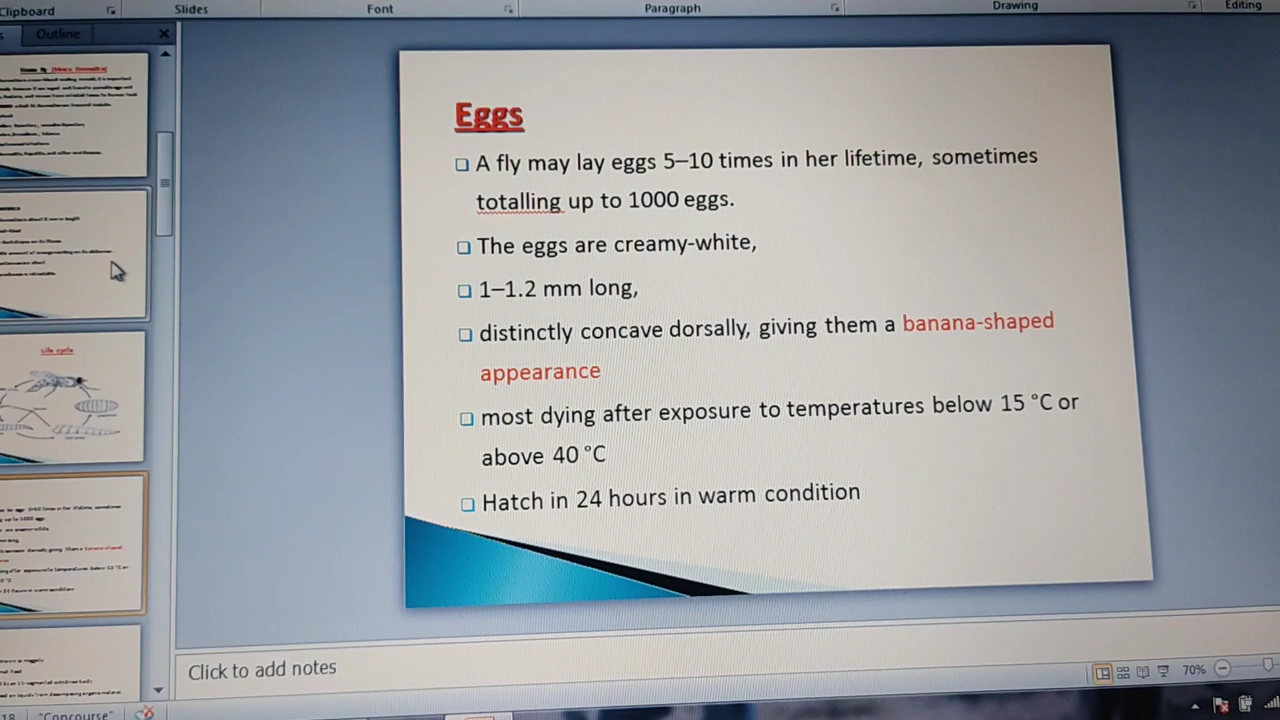 Clipboard
Slides
Font
Paragraph
Drawing
Editing
Outline
Life cycle
Eggs
A fly may lay eggs 5–10 times in her lifetime, sometimes
totalling up to 1000 eggs.
The eggs are creamy-white,
1–1.2 mm long,
distinctly concave dorsally, giving them a banana-shaped
appearance
most dying after exposure to temperatures below 15 °C or
above 40 °C
Hatch in 24 hours in warm condition
Click to add notes
70%
18
"Concourse"